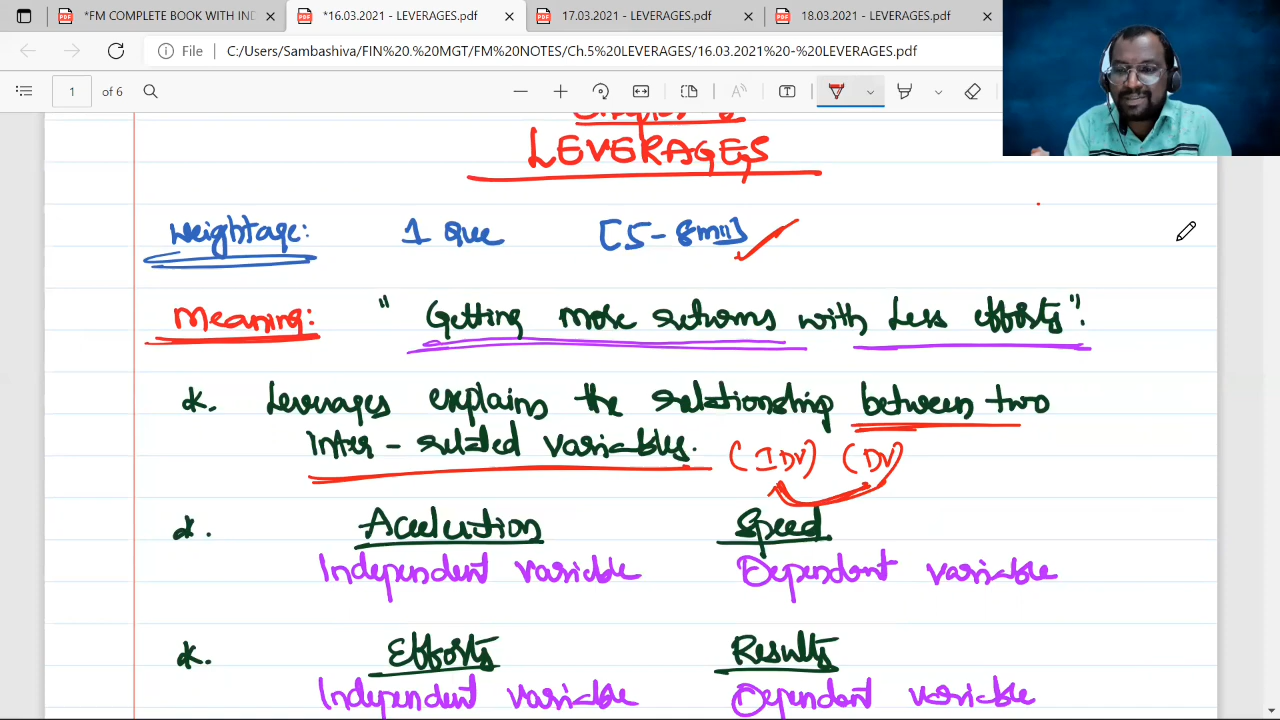 *FM COMPLETE BOOK WITH IND
*16.03.2021 - LEVERAGES.pdf
17.03.2021 - LEVERAGES.pdf
18.03.2021 - LEVERAGES.pdf
File C:/Users/Sambashiva/FIN%20.%20MGT/FM%20NOTES/Ch.5%20LEVERAGES/16.03.2021%20-%20LEVERAGES.pdf
1 of 6
LEVERAGES
Weightage: 1 Que [5-8m]
Meaning: "Getting more returns with Less efforts".
Leverages explains the relationship between two
Inter-related variables. (IDV) (DV)
Acceleration Speed
Independent variable Dependent variable
Efforts Results
Independent variable Dependent variable